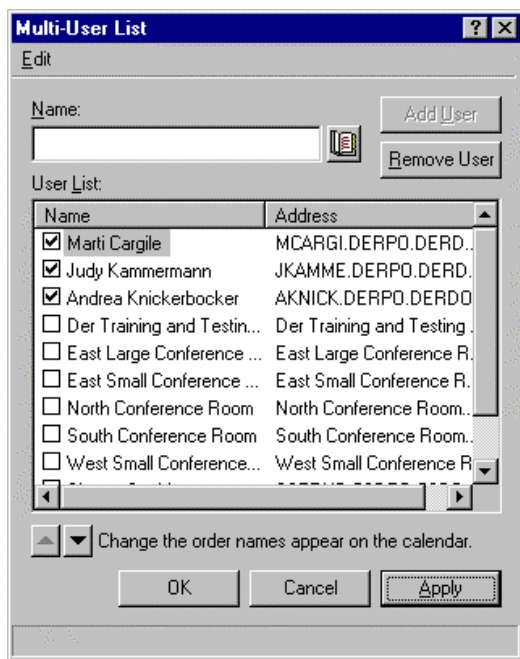 Multi-User List
Edit
Name:
Add User
Remove User
User List:
Name Address
Marti Cargile MCARGI.DERPO.DERD..
Judy Kammermann JKAMME.DERPO.DERD..
Andrea Knickerbocker AKNICK.DERPO.DERDO
Der Training and Testin... Der Training and Testing .
East Large Conference ... East Large Conference R.
East Small Conference ... East Small Conference R.
North Conference Room North Conference Room..
South Conference Room South Conference Room..
West Small Conference... West Small Conference R
Change the order names appear on the calendar.
OK Cancel Apply